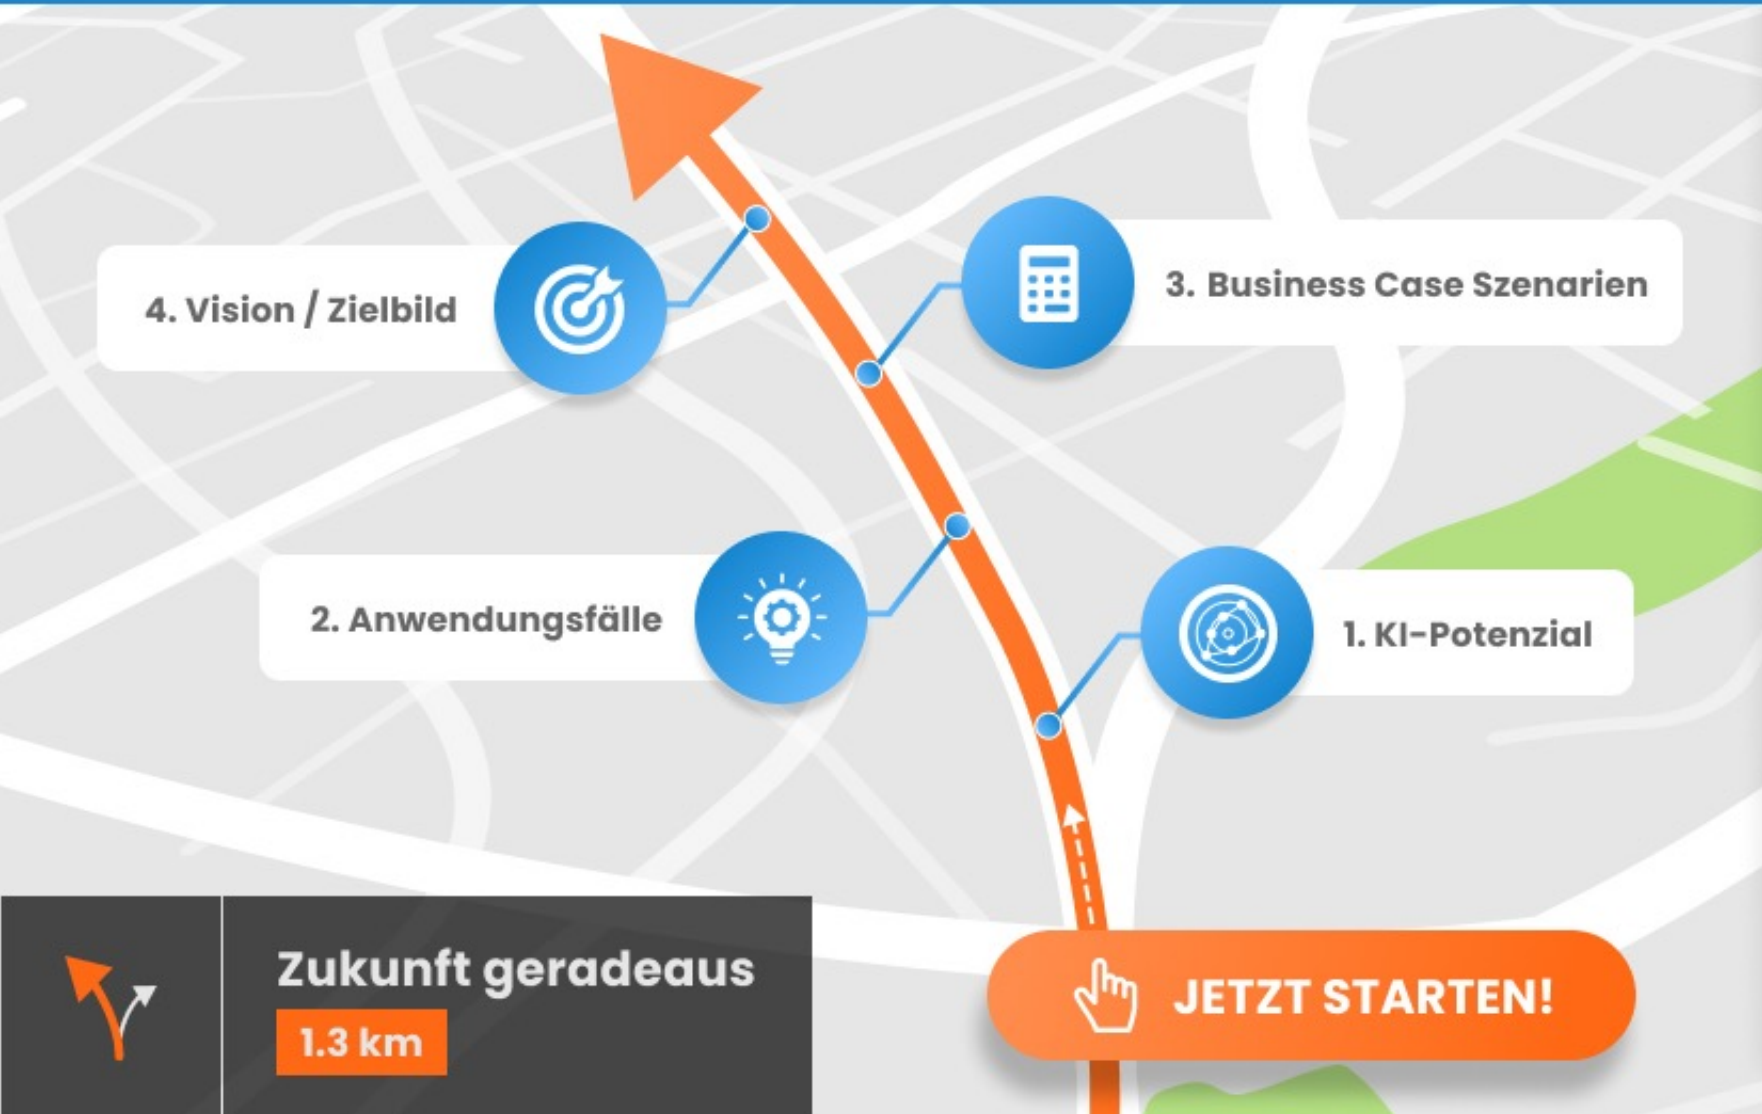 4. Vision / Zielbild
3. Business Case Szenarien
2. Anwendungsfälle
1. KI-Potenzial
Zukunft geradeaus
1.3 km
JETZT STARTEN!